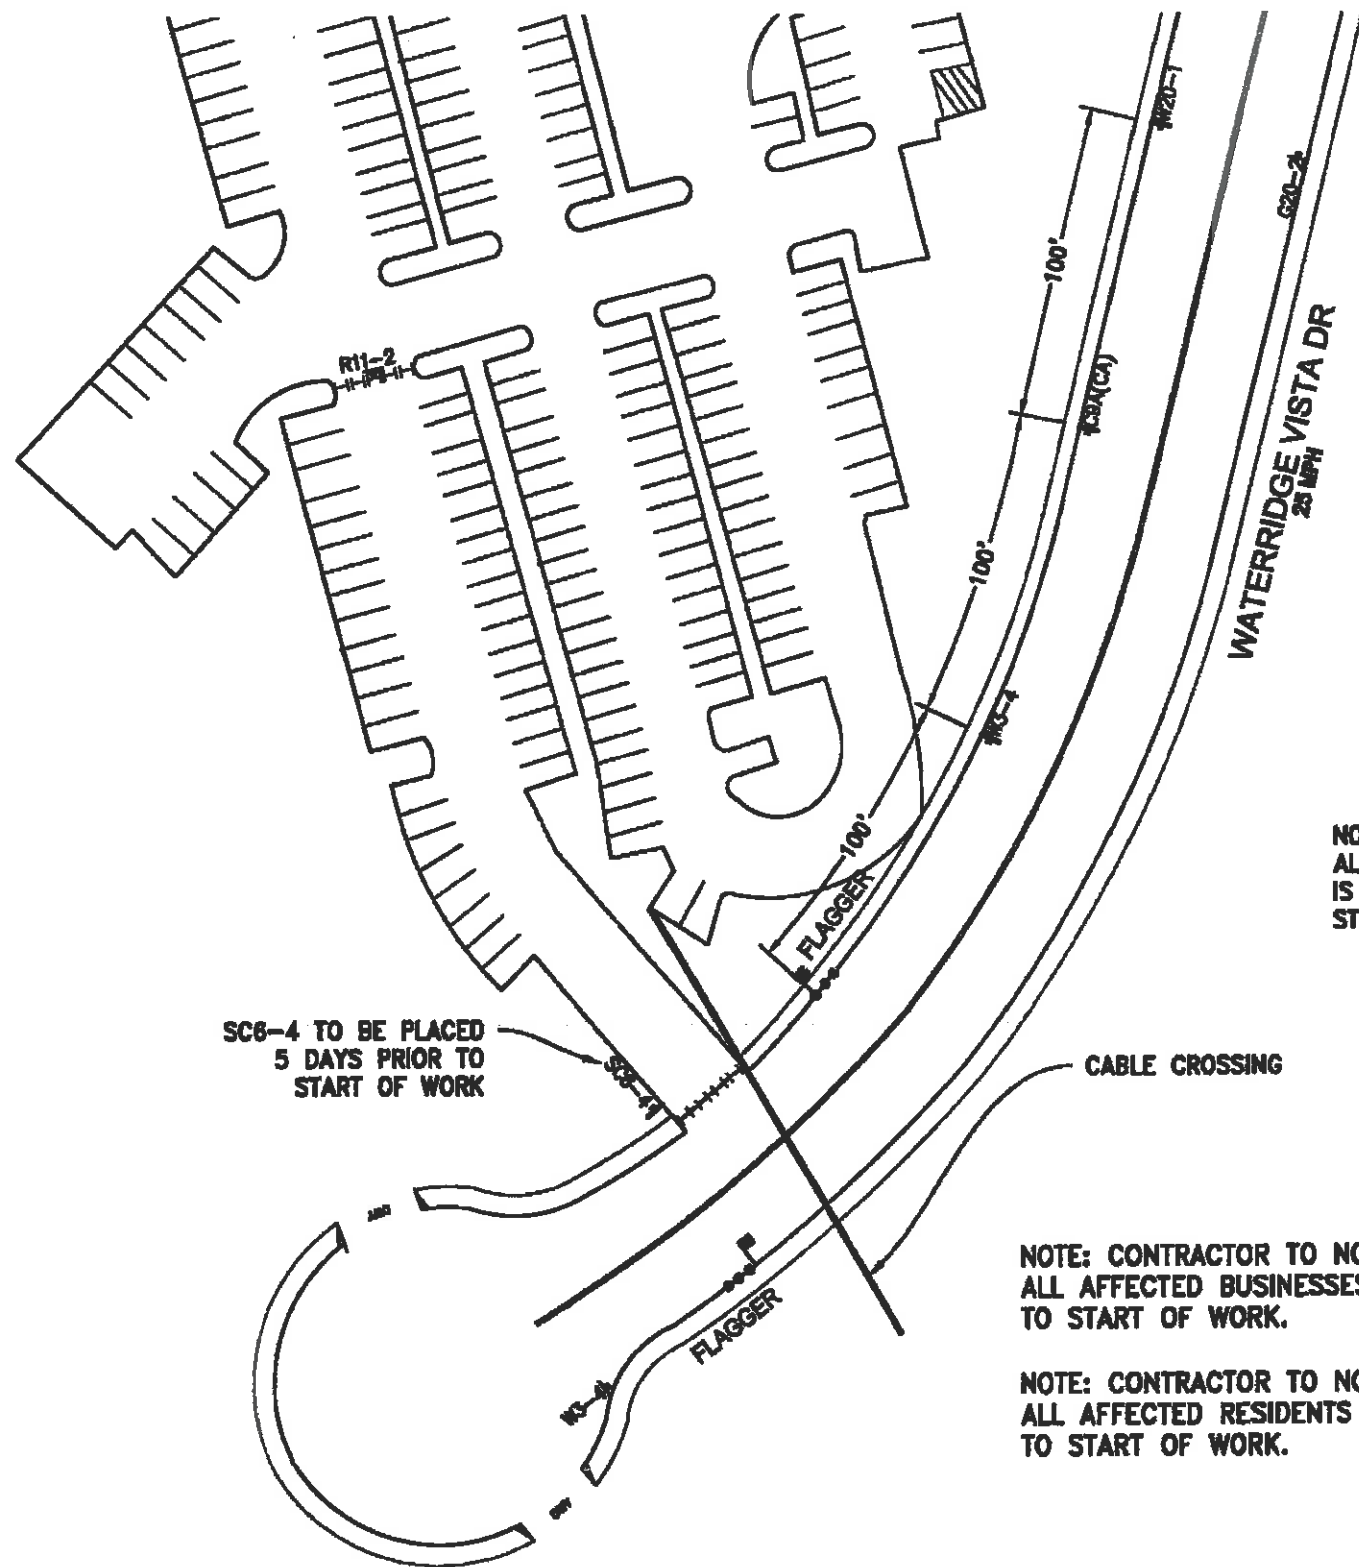 W20-1
G20-2
100'
R11-2
C9A(CA)
WATERRIDGE VISTA DR
25 MPH
100'
W3-4
100'
FLAGGER
NO
AL
IS
ST
SC6-4 TO BE PLACED
5 DAYS PRIOR TO
START OF WORK
SC6-4
CABLE CROSSING
FLAGGER
W3-4
NOTE: CONTRACTOR TO NO
ALL AFFECTED BUSINESSES
TO START OF WORK.
NOTE: CONTRACTOR TO NO
ALL AFFECTED RESIDENTS
TO START OF WORK.